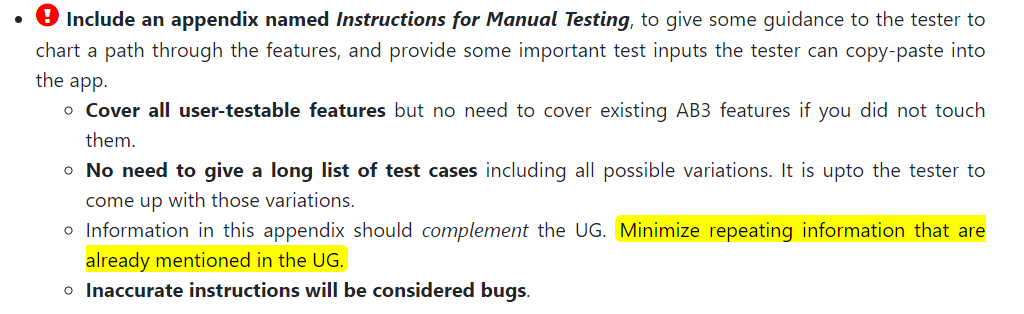 • ! Include an appendix named Instructions for Manual Testing, to give some guidance to the tester to
chart a path through the features, and provide some important test inputs the tester can copy-paste into
the app.
◦ Cover all user-testable features but no need to cover existing AB3 features if you did not touch
them.
◦ No need to give a long list of test cases including all possible variations. It is upto the tester to
come up with those variations.
◦ Information in this appendix should complement the UG. Minimize repeating information that are
already mentioned in the UG.
◦ Inaccurate instructions will be considered bugs.